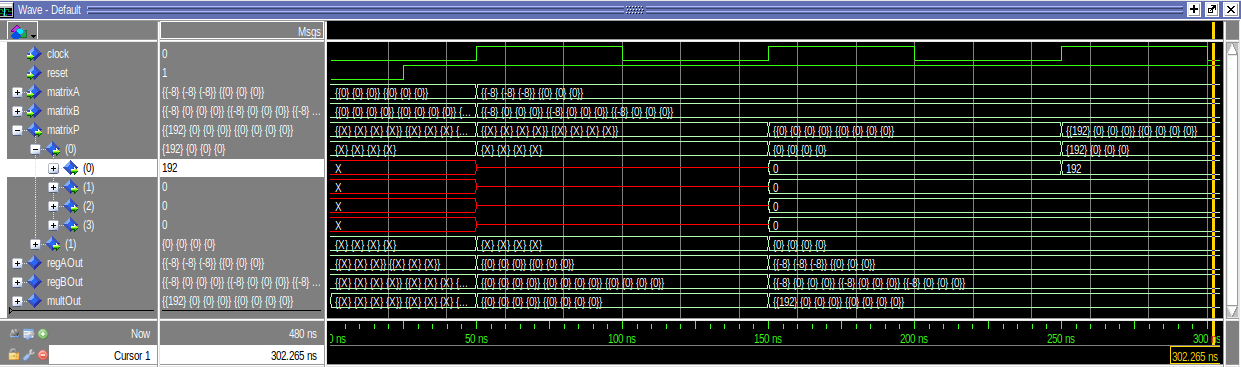 Wave - Default
Msgs
clock 0
reset 1
matrixA {{-8} {-8} {-8}} {{0} {0} {0}} {{0} {0} {0}} {{0} {0} {0}} {{-8} {-8} {-8}} {{0} {0} {0}}
matrixB {{-8} {0} {0} {0}} {{-8} {0} {0} {0}} {{-8} ... {{0} {0} {0} {0}} {{0} {0} {0} {0}} {... {{-8} {0} {0} {0}} {{-8} {0} {0} {0}} {{-8} {0} {0} {0}}
matrixP {{192} {0} {0} {0}} {{0} {0} {0} {0}} {{X} {X} {X} {X}} {{X} {X} {X} {... {{X} {X} {X} {X}} {{X} {X} {X} {X}} {{0} {0} {0} {0}} {{0} {0} {0} {0}} {{192} {0} {0} {0}} {{0} {0} {0} {0}}
(0) {192} {0} {0} {0} {X} {X} {X} {X} {X} {X} {X} {X} {0} {0} {0} {0} {192} {0} {0} {0}
(0) 192 X 0 192
(1) 0 X 0
(2) 0 X 0
(3) 0 X 0
(1) {0} {0} {0} {0} {X} {X} {X} {X} {X} {X} {X} {X} {0} {0} {0} {0}
regAOut {{-8} {-8} {-8}} {{0} {0} {0}} {{X} {X} {X}} {{X} {X} {X}} {{0} {0} {0}} {{0} {0} {0}} {{-8} {-8} {-8}} {{0} {0} {0}}
regBOut {{-8} {0} {0} {0}} {{-8} {0} {0} {0}} {{-8} ... {{X} {X} {X} {X}} {{X} {X} {X} {... {{0} {0} {0} {0}} {{0} {0} {0} {0}} {{0} {0} {0} {0}} {{-8} {0} {0} {0}} {{-8} {0} {0} {0}} {{-8} {0} {0} {0}}
multOut {{192} {0} {0} {0}} {{0} {0} {0} {0}} {{X} {X} {X} {X}} {{X} {X} {X} {... {{0} {0} {0} {0}} {{0} {0} {0} {0}} {{192} {0} {0} {0}} {{0} {0} {0} {0}}
Now 480 ns ns 50 ns 100 ns 150 ns 200 ns 250 ns 300
Cursor 1 302.265 ns 302.265 ns